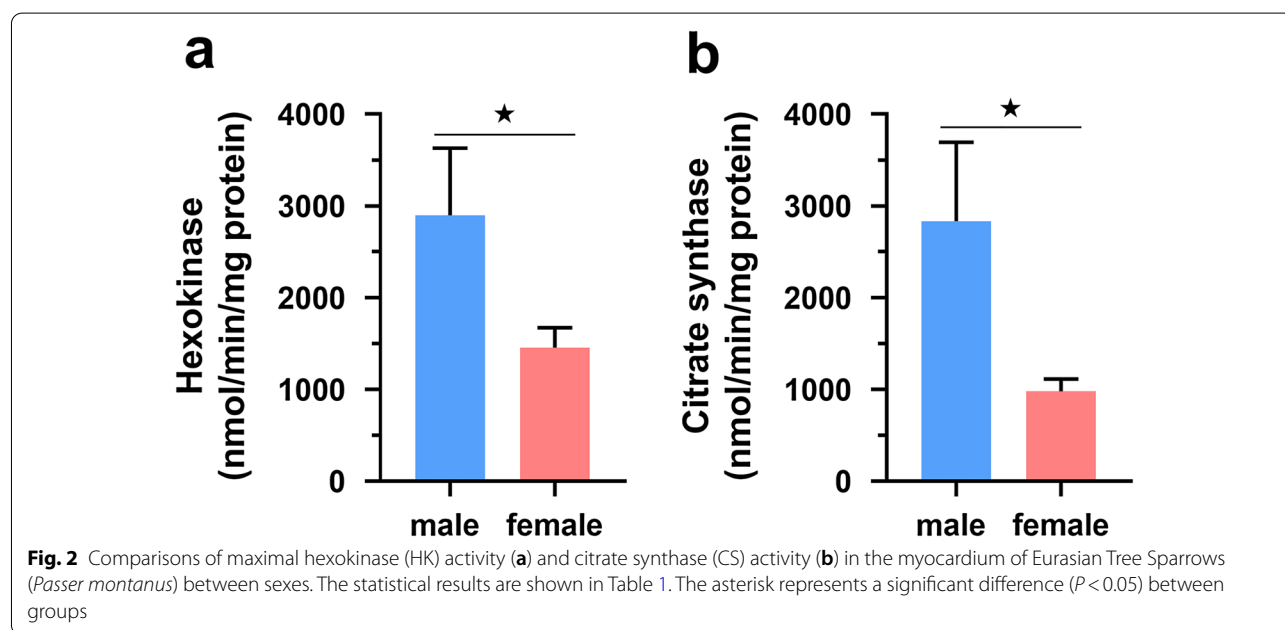 a
Hexokinase
(nmol/min/mg protein)
4000
3000
2000
1000
0
★
male female
b
Citrate synthase
(nmol/min/mg protein)
4000
3000
2000
1000
0
★
male female
Fig. 2 Comparisons of maximal hexokinase (HK) activity (a) and citrate synthase (CS) activity (b) in the myocardium of Eurasian Tree Sparrows
(Passer montanus) between sexes. The statistical results are shown in Table 1. The asterisk represents a significant difference (P < 0.05) between
groups